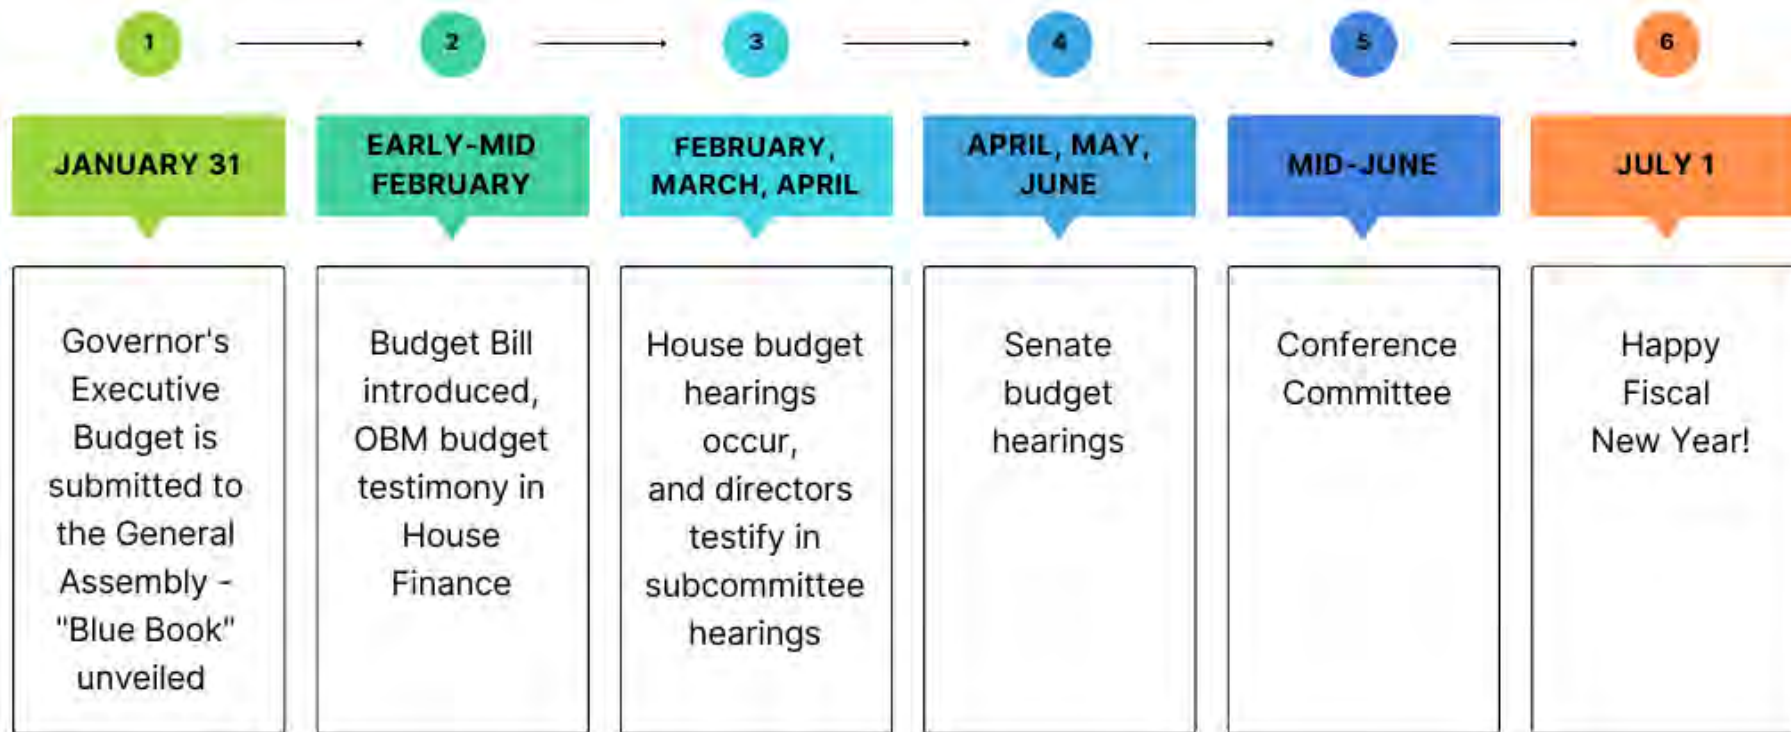 1
2
3
4
5
6
JANUARY 31
Governor's
Executive
Budget is
submitted to
the General
Assembly -
"Blue Book"
unveiled
EARLY-MID
FEBRUARY
Budget Bill
introduced,
OBM budget
testimony in
House
Finance
FEBRUARY,
MARCH, APRIL
House budget
hearings
occur,
and directors
testify in
subcommittee
hearings
APRIL, MAY,
JUNE
Senate
budget
hearings
MID-JUNE
Conference
Committee
JULY 1
Happy
Fiscal
New Year!